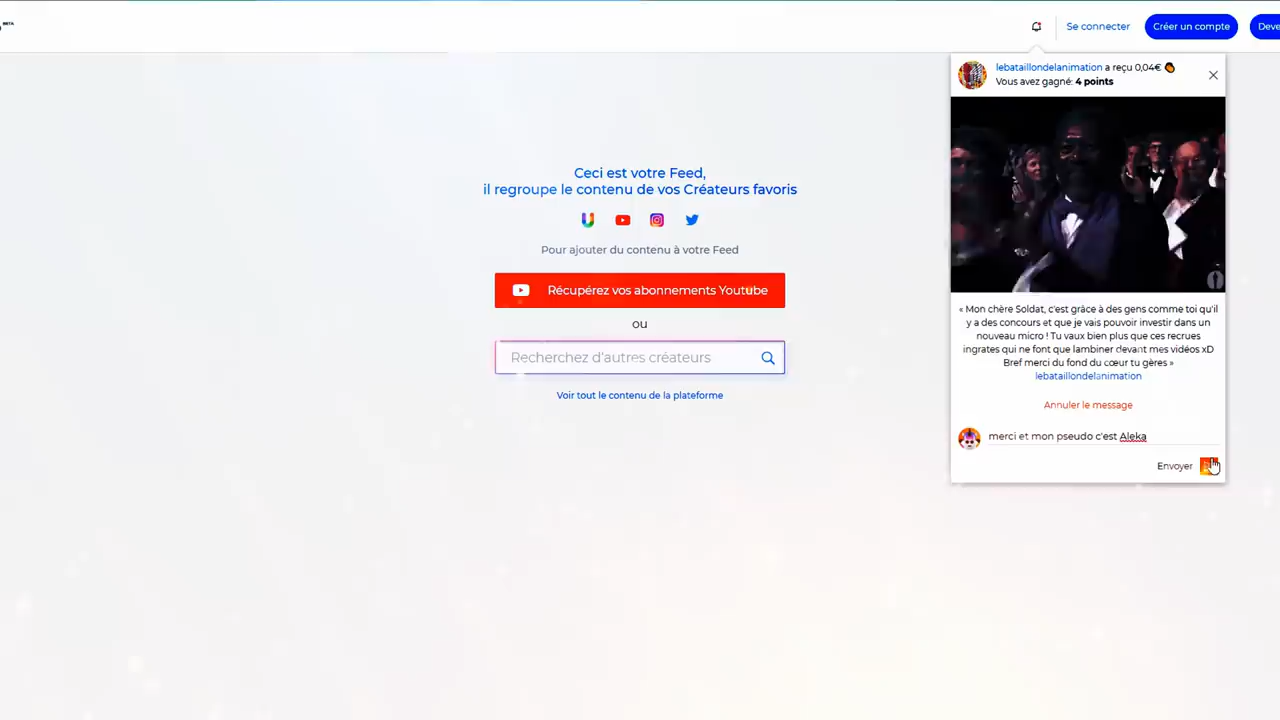 BETA
Se connecter
Créer un compte
Deve
lebataillondelanimation a reçu 0,04€
Vous avez gagné: 4 points
Ceci est votre Feed,
il regroupe le contenu de vos Créateurs favoris
Pour ajouter du contenu à votre Feed
Récupérez vos abonnements Youtube
ou
Recherchez d'autres créateurs
Voir tout le contenu de la plateforme
« Mon chère Soldat, c'est grâce à des gens comme toi qu'il
y a des concours et que je vais pouvoir investir dans un
nouveau micro ! Tu vaux bien plus que ces recrues
ingrates qui ne font que lambiner devant mes vidéos xD
Bref merci du fond du cœur tu gères »
lebataillondelanimation
Annuler le message
merci et mon pseudo c'est Aleka
Envoyer